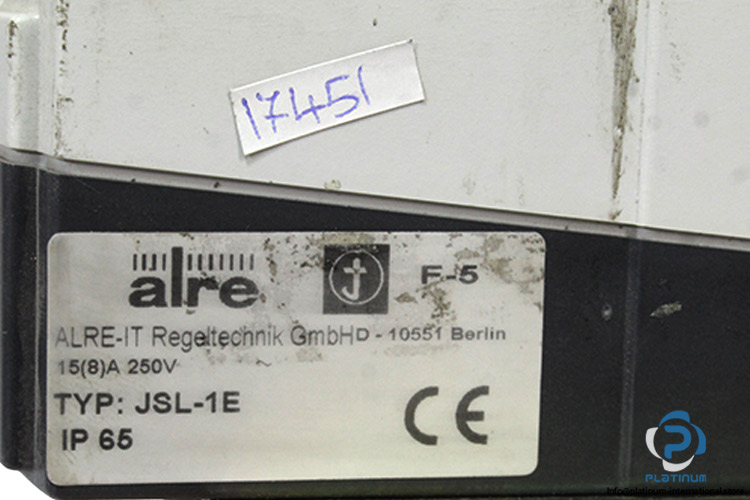 17451
alre
F-5
ALRE-IT Regeltechnik GmbHD - 10551 Berlin
15(8)A 250V
TYP: JSL-1E
CE
IP 65
PLATINUM